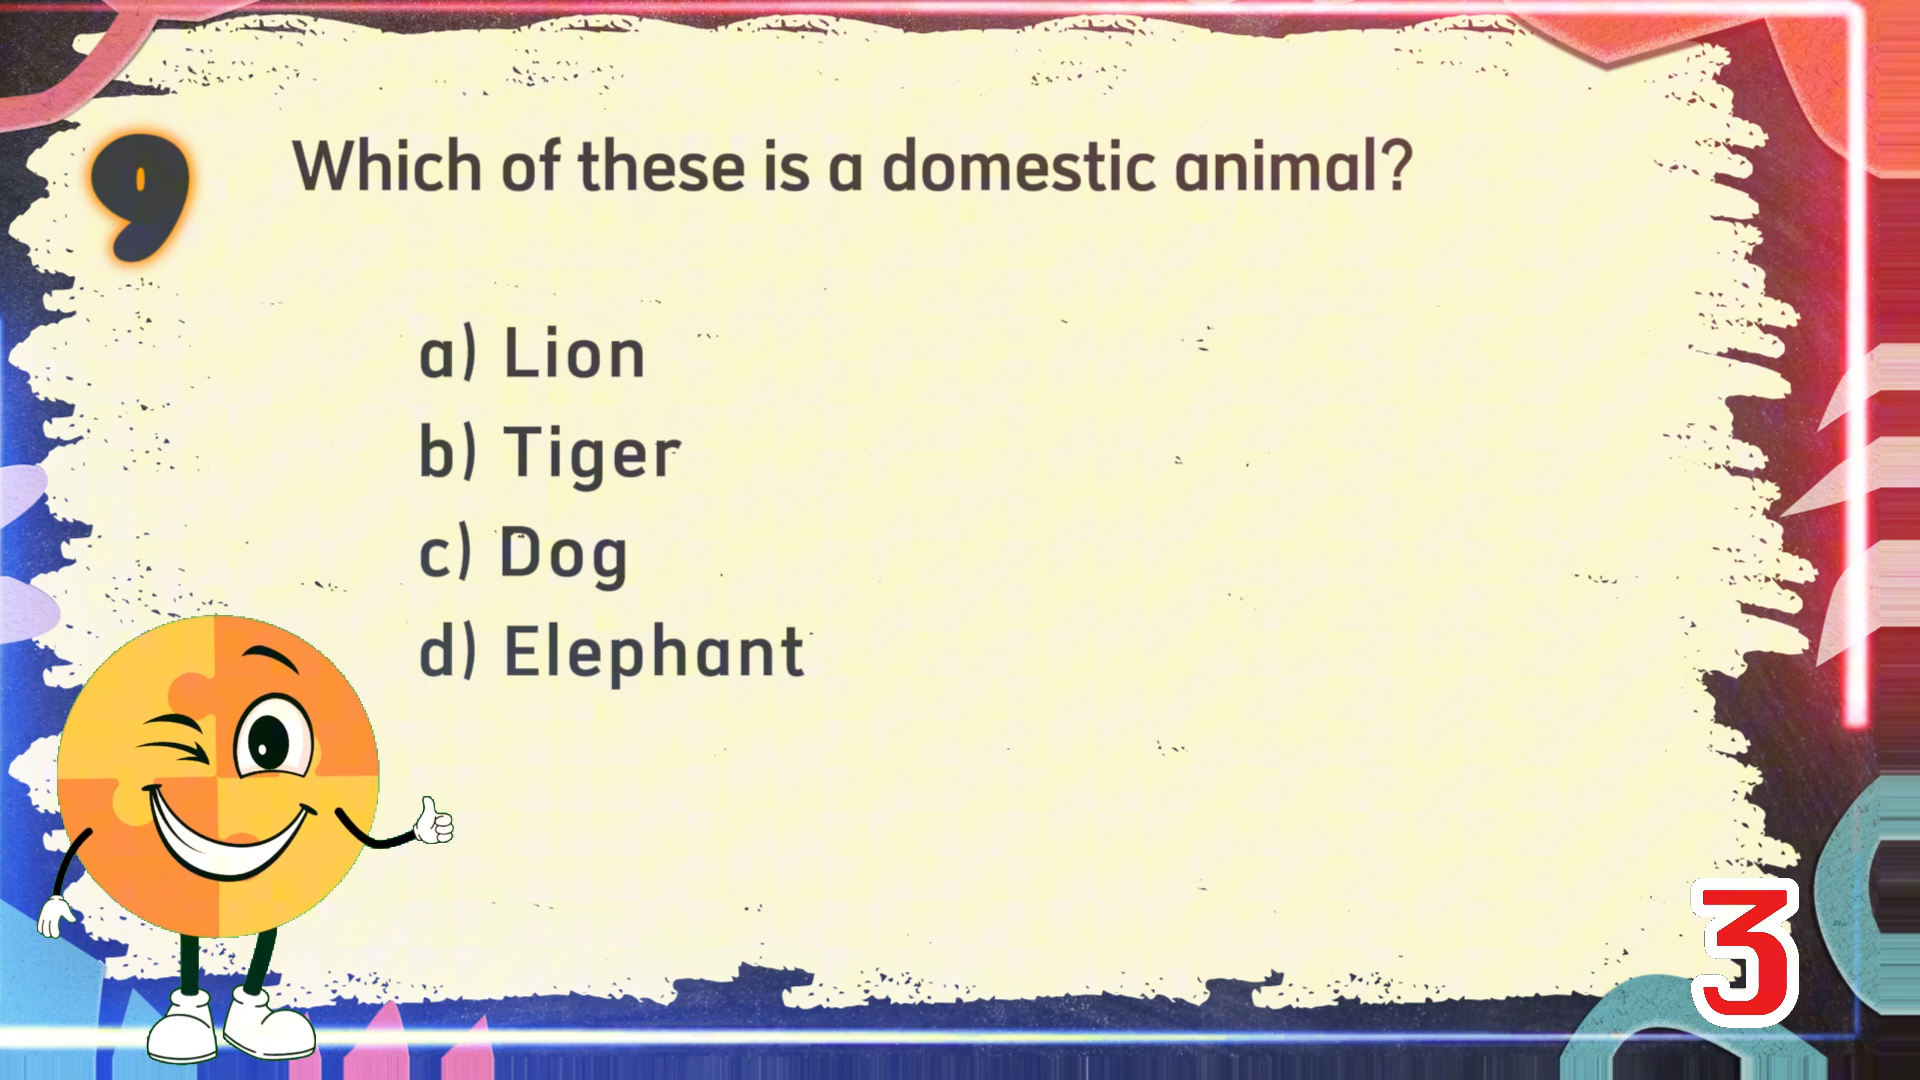 9
Which of these is a domestic animal?
a) Lion
b) Tiger
c) Dog
d) Elephant
3